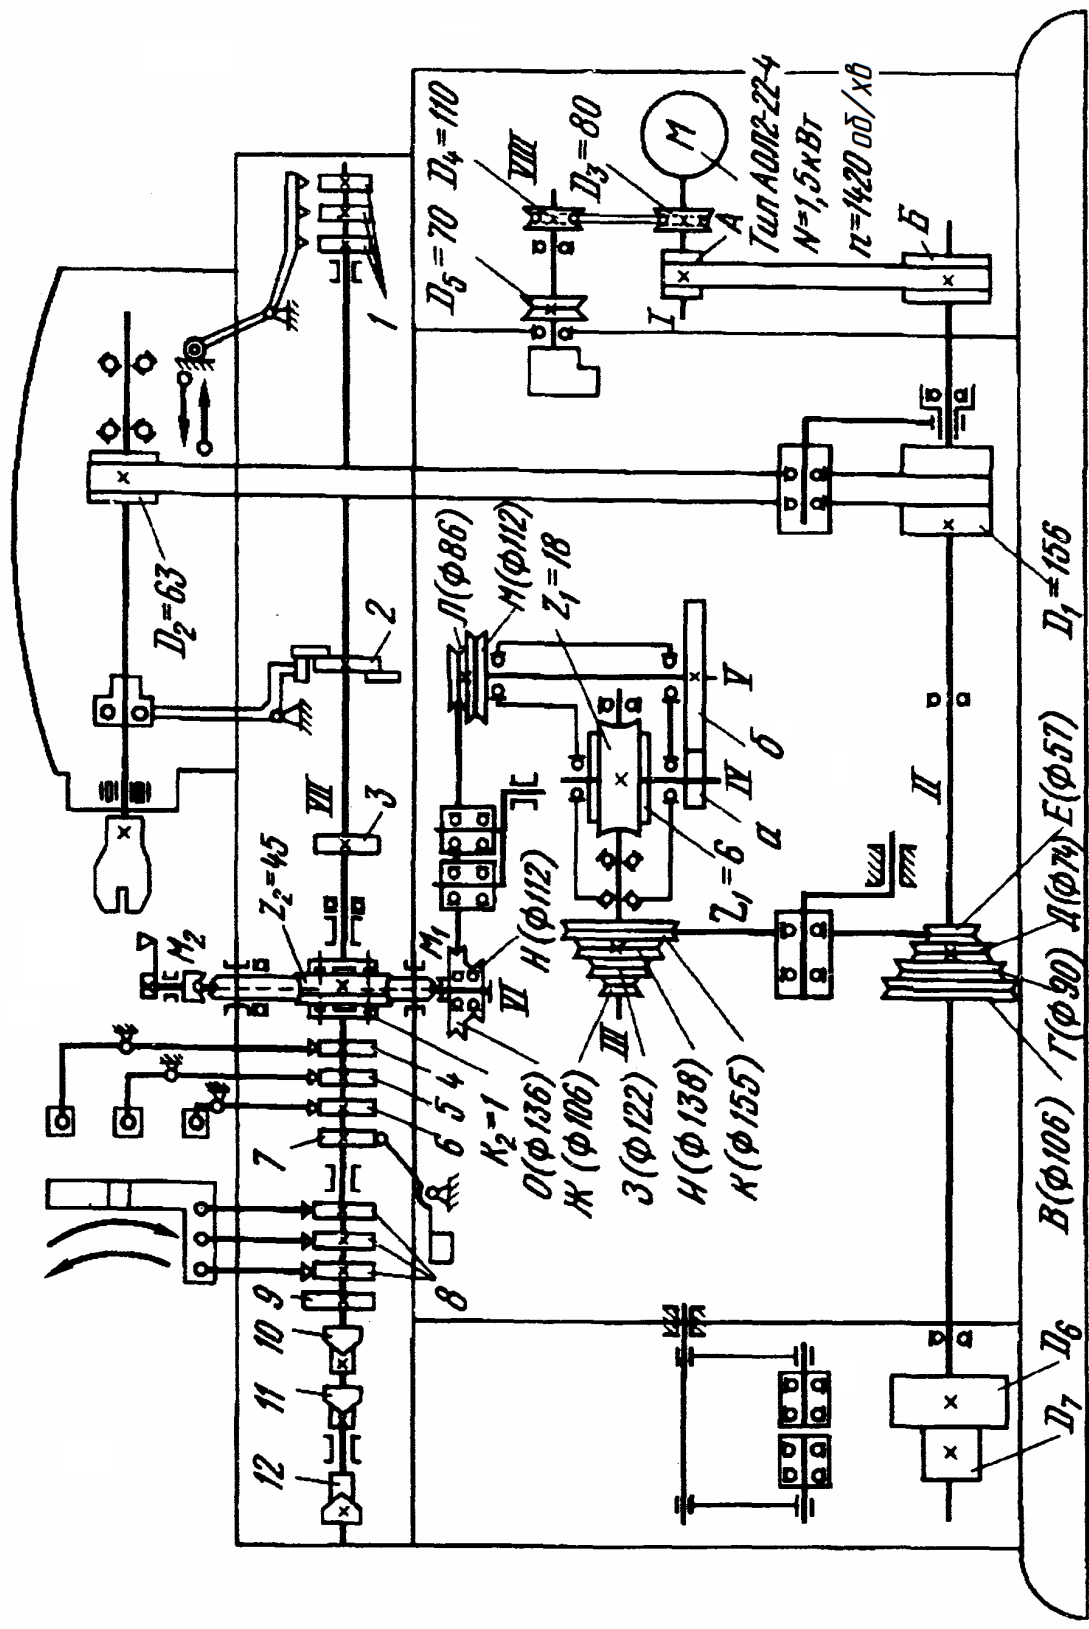 D₂=63
1
2
VII
3
Z₂=45
M₂
4
5
6
7
K₂=1
8
9
10
11
12
D₅=70
D₄=110
VIII
D₃=80
М
А
I
Тип АОЛ2-22-4
N=1,5кВт
n=1420 об/хв
Б
Л(Ф86)
М(Ф112)
Z₁=18
V
б
IV
а
Z₁=6
M₁
Н(Ф112)
VI
О(Ф136)
III
Ж(Ф106)
З(Ф122)
И(Ф138)
К(Ф155)
II
D₁=156
Е(Ф57)
Д(Ф74)
Г(Ф90)
В(Ф106)
D₆
D₇